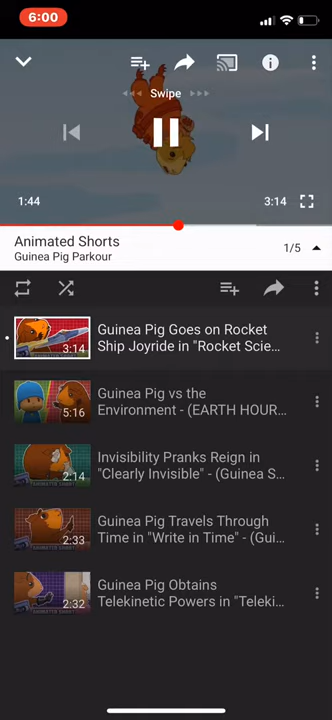 6:00
Swipe
1:44
3:14
Animated Shorts
Guinea Pig Parkour
1/5
Guinea Pig Goes on Rocket
Ship Joyride in "Rocket Scie...
3:14
Guinea Pig vs the
Environment - (EARTH HOUR...
5:16
Invisibility Pranks Reign in
"Clearly Invisible" - (Guinea S...
2:14
Guinea Pig Travels Through
Time in "Write in Time" - (Gui...
2:33
Guinea Pig Obtains
Telekinetic Powers in "Teleki...
2:32